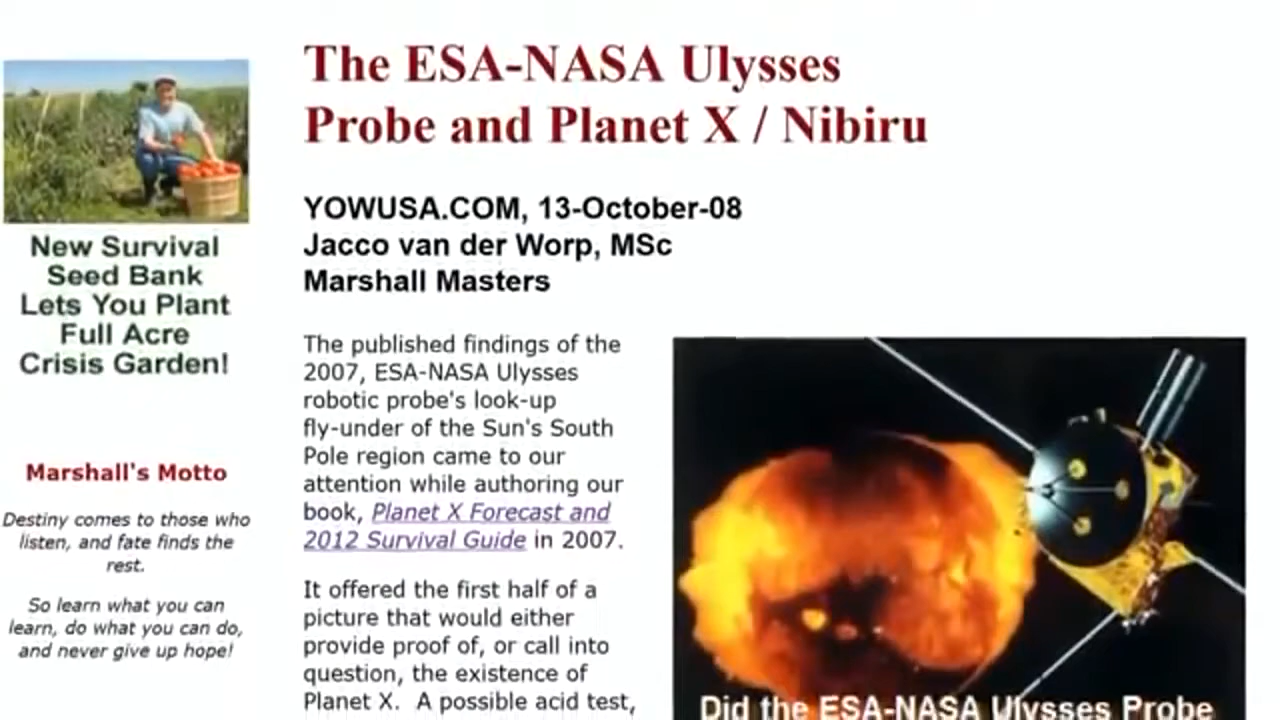 The ESA-NASA Ulysses
Probe and Planet X / Nibiru
YOWUSA.COM, 13-October-08
Jacco van der Worp, MSc
Marshall Masters
New Survival
Seed Bank
Lets You Plant
Full Acre
Crisis Garden!
Marshall's Motto
Destiny comes to those who
listen, and fate finds the
rest.
So learn what you can
learn, do what you can do,
and never give up hope!
The published findings of the
2007, ESA-NASA Ulysses
robotic probe's look-up
fly-under of the Sun's South
Pole region came to our
attention while authoring our
book, Planet X Forecast and
2012 Survival Guide in 2007.
It offered the first half of a
picture that would either
provide proof of, or call into
question, the existence of
Planet X.  A possible acid test,
Did the ESA-NASA Ulysses Probe